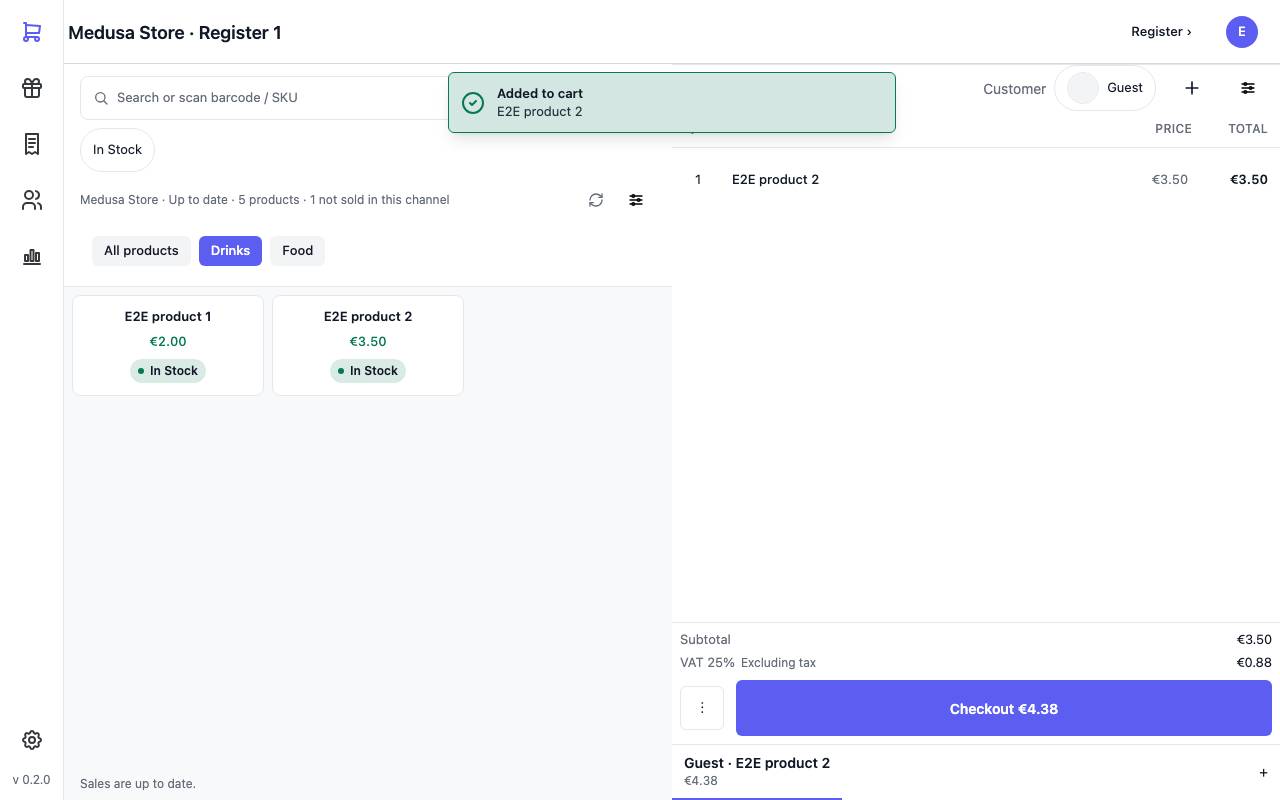 Medusa Store · Register 1
Register ›
E
Search or scan barcode / SKU
Added to cart
E2E product 2
Customer
Guest
In Stock
PRICE
TOTAL
Medusa Store · Up to date · 5 products · 1 not sold in this channel
1
E2E product 2
€3.50
€3.50
All products
Drinks
Food
E2E product 1
€2.00
In Stock
E2E product 2
€3.50
In Stock
Subtotal
€3.50
VAT 25% Excluding tax
€0.88
Checkout €4.38
Guest · E2E product 2
€4.38
+
v 0.2.0
Sales are up to date.